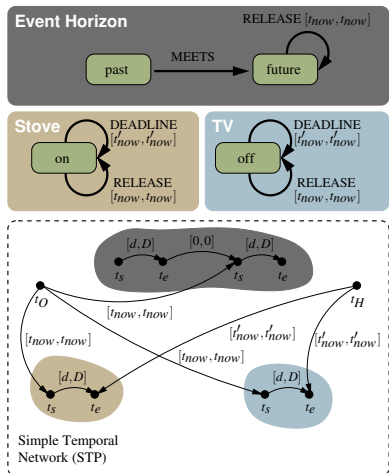 Event Horizon
RELEASE [t_now, t_now]
MEETS
past
future
Stove
DEADLINE
[t'_now, t'_now]
on
RELEASE
[t_now, t_now]
TV
DEADLINE
[t'_now, t'_now]
off
RELEASE
[t_now, t_now]
[d, D]
[0, 0]
[d, D]
t_s
t_e
t_s
t_e
t_O
t_H
[t_now, t_now]
[t_now, t_now]
[t'_now, t'_now]
[t_now, t_now]
[t'_now, t'_now]
[d, D]
t_s
t_e
[d, D]
t_s
t_e
Simple Temporal
Network (STP)